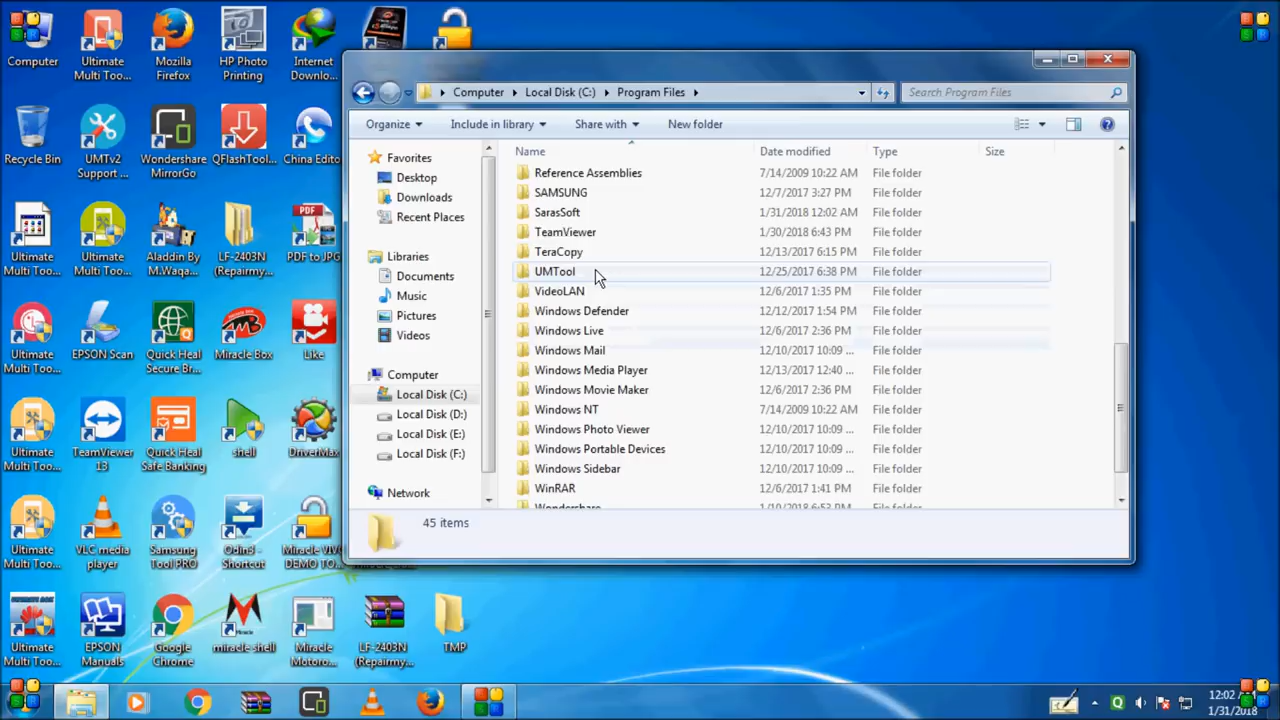 Computer
Ultimate Multi Too...
Mozilla Firefox
HP Photo Printing
Internet Downlo...
Recycle Bin
UMTv2 Support ...
Wondershare MirrorGo
QFlashTool...
China Edito
Ultimate Multi Too...
Ultimate Multi Too...
Aladdin By M.Waqa...
LF-2403N (Repairmy...
PDF
PDF to JPG
Ultimate Multi Too...
EPSON Scan
Quick Heal Secure Br...
Miracle Box
Like
Ultimate Multi Too...
TeamViewer 13
Quick Heal Safe Banking
shell
DriverMax
Ultimate Multi Too...
VLC media player
Samsung Tool PRO
Odin3 - Shortcut
Miracle VIVO DEMO TO...
Ultimate Multi Too...
EPSON Manuals
Google Chrome
miracle shell
Miracle Motoro...
LF-2403N (Repairmy...
TMP
Computer
Local Disk (C:)
Program Files
Search Program Files
Organize
Include in library
Share with
New folder
Favorites
Desktop
Downloads
Recent Places
Libraries
Documents
Music
Pictures
Videos
Computer
Local Disk (C:)
Local Disk (D:)
Local Disk (E:)
Local Disk (F:)
Network
Name Date modified Type Size
Reference Assemblies 7/14/2009 10:22 AM File folder
SAMSUNG 12/7/2017 3:27 PM File folder
SarasSoft 1/31/2018 12:02 AM File folder
TeamViewer 1/30/2018 6:43 PM File folder
TeraCopy 12/13/2017 6:15 PM File folder
UMTool 12/25/2017 6:38 PM File folder
VideoLAN 12/6/2017 1:35 PM File folder
Windows Defender 12/12/2017 1:54 PM File folder
Windows Live 12/6/2017 2:36 PM File folder
Windows Mail 12/10/2017 10:09 ... File folder
Windows Media Player 12/13/2017 12:40 ... File folder
Windows Movie Maker 12/6/2017 2:36 PM File folder
Windows NT 7/14/2009 10:22 AM File folder
Windows Photo Viewer 12/10/2017 10:09 ... File folder
Windows Portable Devices 12/10/2017 10:09 ... File folder
Windows Sidebar 12/10/2017 10:09 ... File folder
WinRAR 12/6/2017 1:41 PM File folder
Wondershare 1/10/2018 6:53 PM File folder
45 items
12:02
1/31/2018